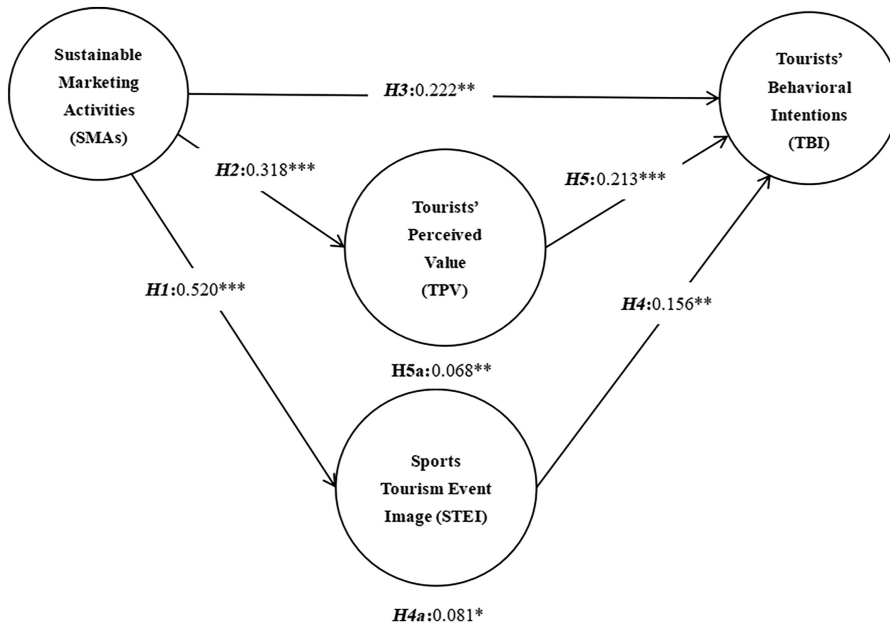 Sustainable
Marketing
Activities
(SMAs)
Tourists’
Behavioral
Intentions
(TBI)
H3:0.222**
H2:0.318***
H5:0.213***
Tourists’
Perceived
Value
(TPV)
H1:0.520***
H4:0.156**
H5a:0.068**
Sports
Tourism Event
Image (STEI)
H4a:0.081*